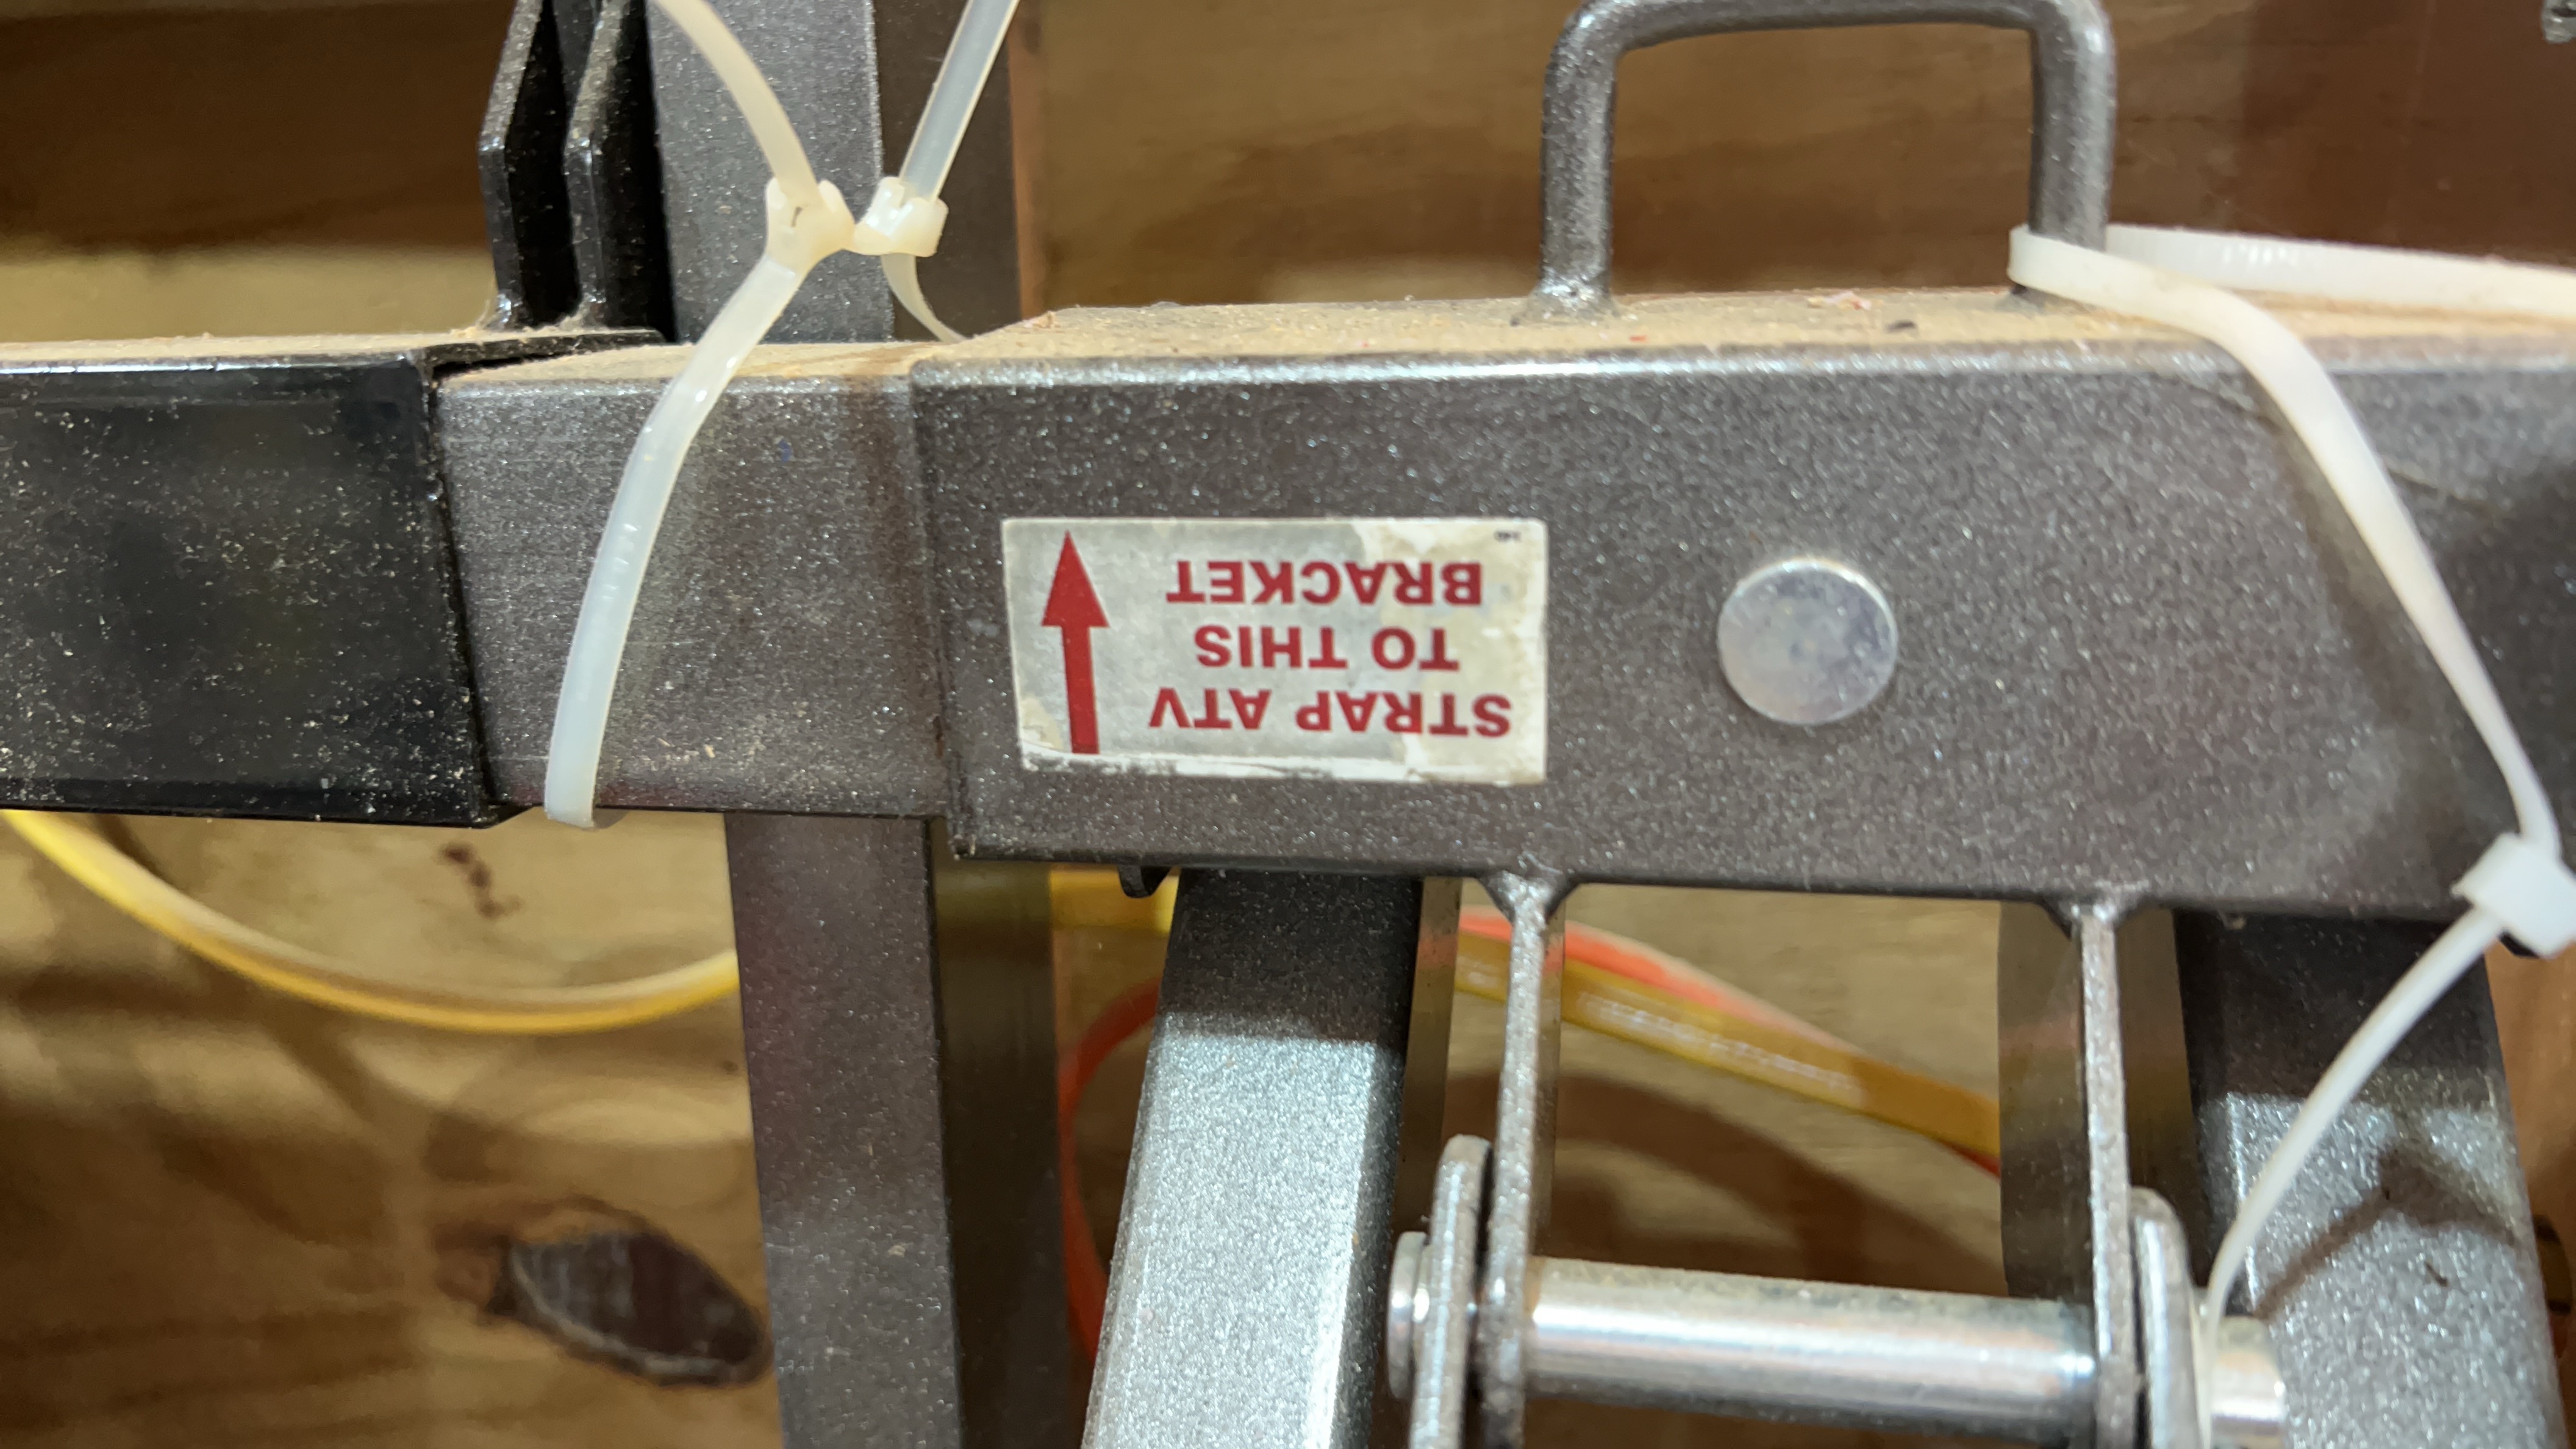 STRAP ATV
TO THIS
BRACKET